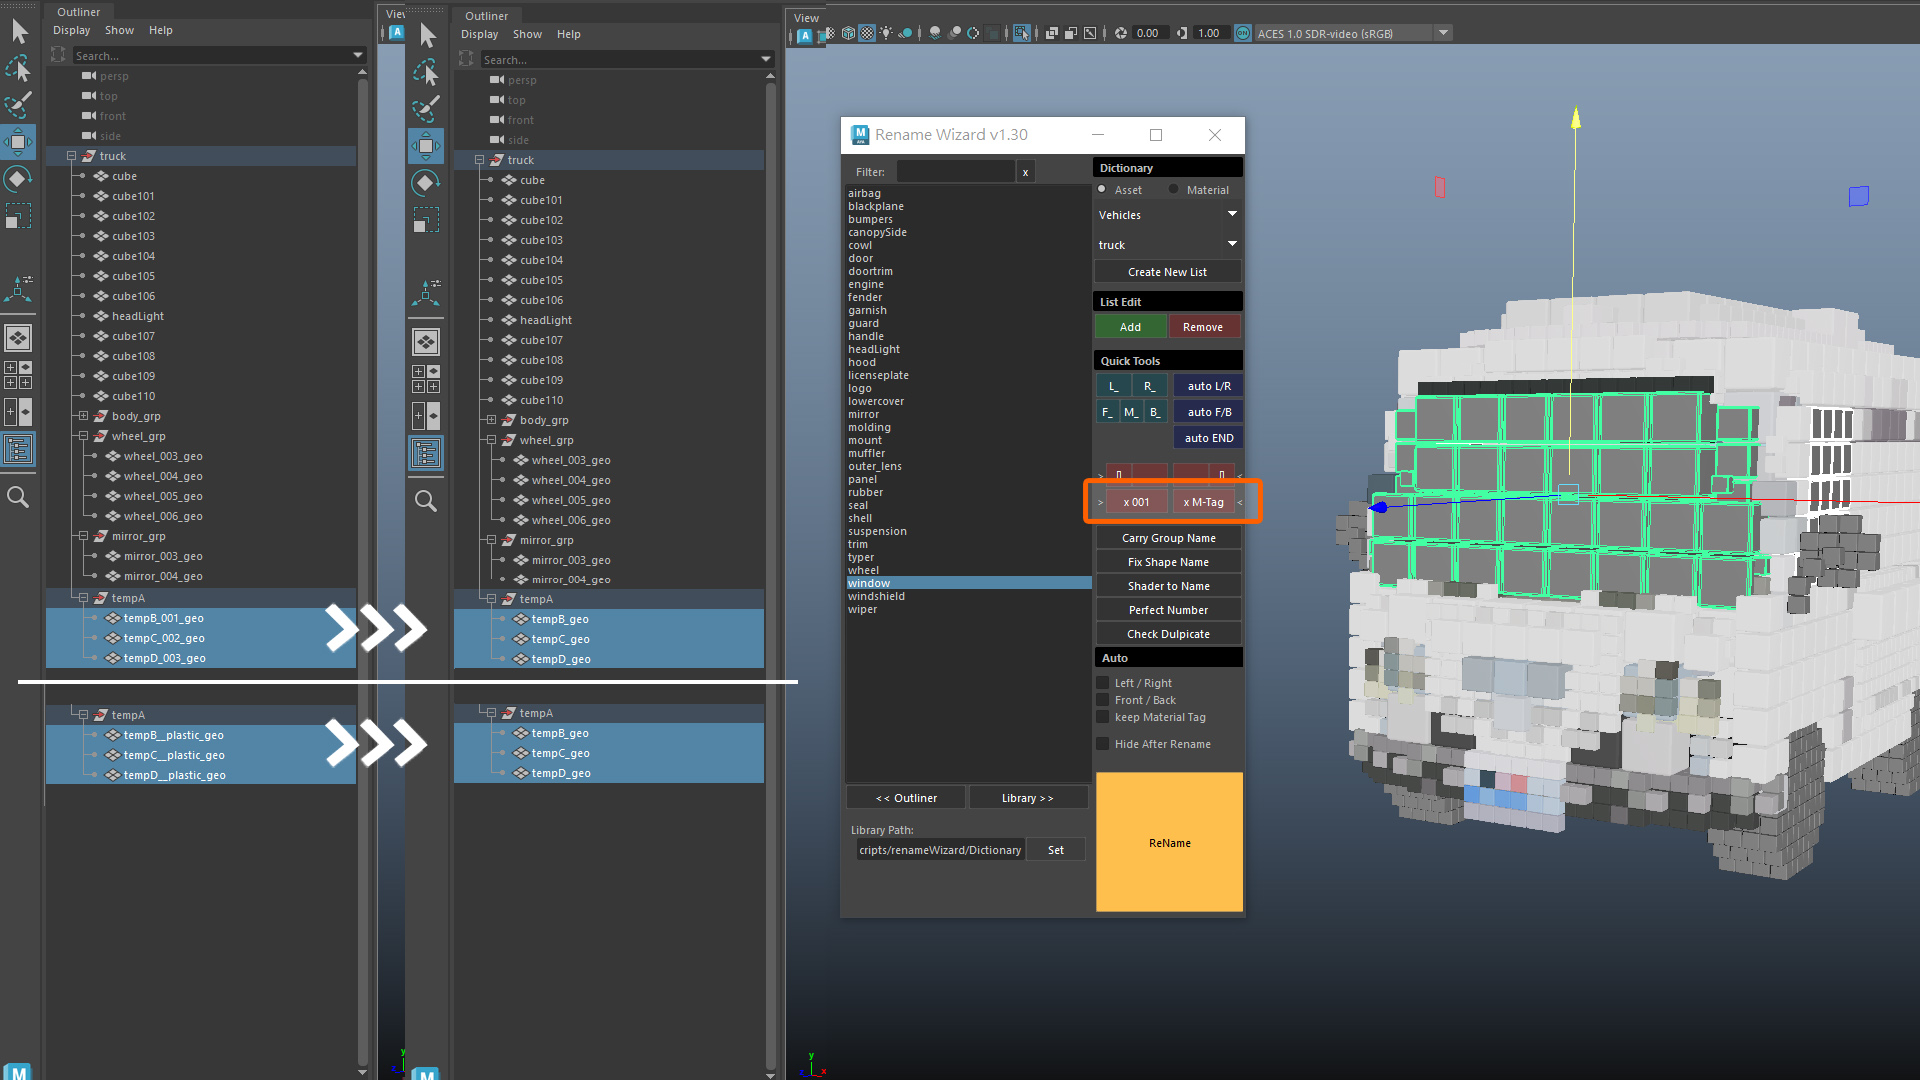 Outliner
Display Show Help
Search...
persp
top
front
side
truck
cube
cube101
cube102
cube103
cube104
cube105
cube106
headLight
cube107
cube108
cube109
cube110
body_grp
wheel_grp
wheel_003_geo
wheel_004_geo
wheel_005_geo
wheel_006_geo
mirror_grp
mirror_003_geo
mirror_004_geo
tempA
tempB_001_geo
tempC_002_geo
tempD_003_geo
tempA
tempB__plastic_geo
tempC__plastic_geo
tempD__plastic_geo
M
Outliner
Display Show Help
Search...
persp
top
front
side
truck
cube
cube101
cube102
cube103
cube104
cube105
cube106
headLight
cube107
cube108
cube109
cube110
body_grp
wheel_grp
wheel_003_geo
wheel_004_geo
wheel_005_geo
wheel_006_geo
mirror_grp
mirror_003_geo
mirror_004_geo
tempA
tempB_geo
tempC_geo
tempD_geo
tempA
tempB_geo
tempC_geo
tempD_geo
M
View
A
0.00 1.00 ON ACES 1.0 SDR-video (sRGB)
Rename Wizard v1.30
Filter: x
airbag
blackplane
bumpers
canopySide
cowl
door
doortrim
engine
fender
garnish
guard
handle
headLight
hood
licenseplate
logo
lowercover
mirror
molding
mount
muffler
outer_lens
panel
rubber
seal
shell
suspension
trim
typer
wheel
window
windshield
wiper
<< Outliner Library >>
Library Path:
cripts/renameWizard/Dictionary Set
Dictionary
Asset Material
Vehicles
truck
Create New List
List Edit
Add Remove
Quick Tools
L_ R_ auto L/R
F_ M_ B_ auto F/B
auto END
> [] [] <
> x 001 x M-Tag <
Carry Group Name
Fix Shape Name
Shader to Name
Perfect Number
Check Dulpicate
Auto
Left / Right
Front / Back
keep Material Tag
Hide After Rename
ReName
y
x